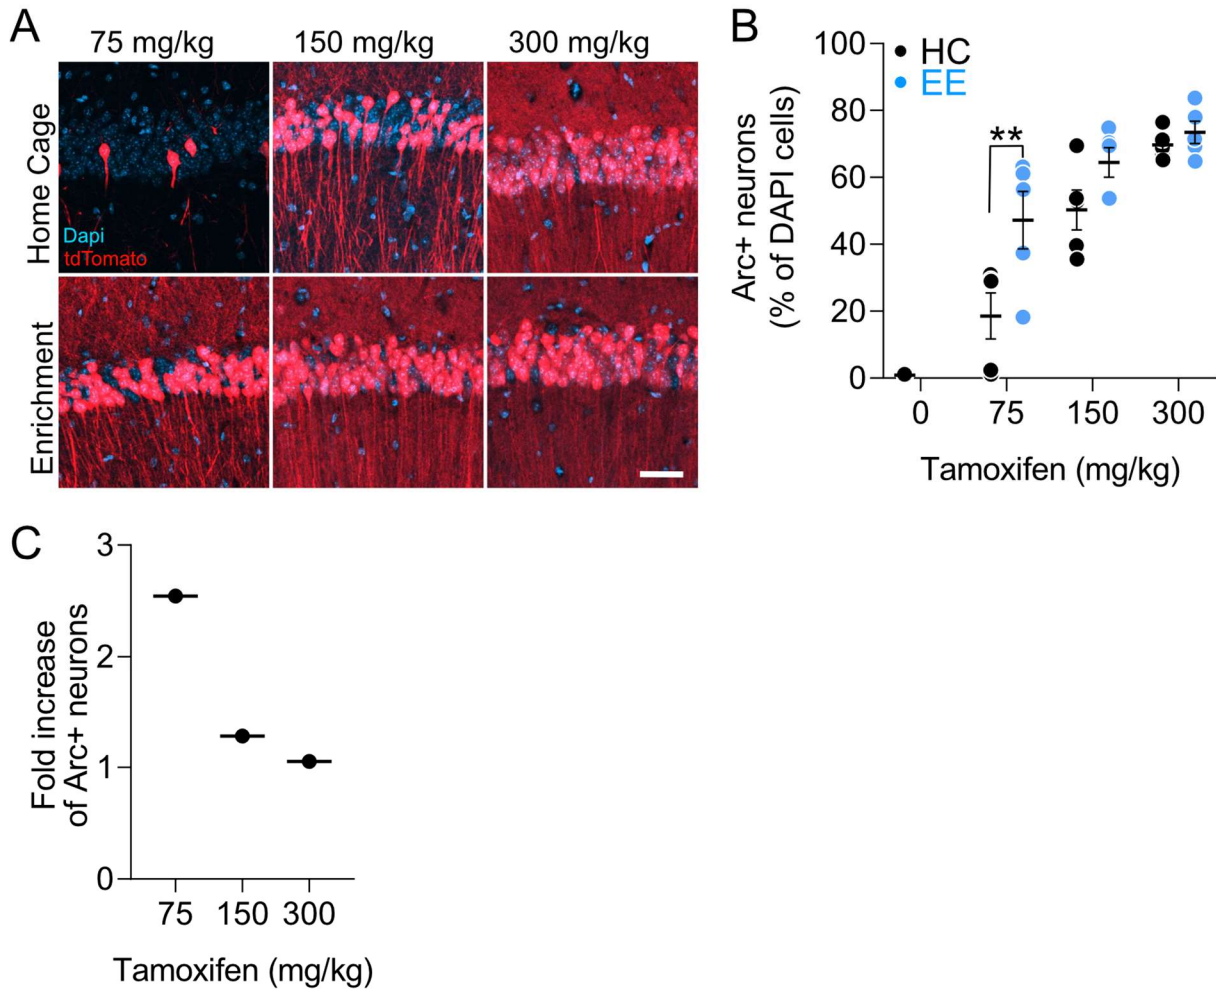 A
75 mg/kg
150 mg/kg
300 mg/kg
Home Cage
Dapi
tdTomato
Enrichment
B
HC
EE
**
Arc+ neurons
(% of DAPI cells)
100
80
60
40
20
0
0
75
150
300
Tamoxifen (mg/kg)
C
Fold increase
of Arc+ neurons
3
2
1
0
75
150
300
Tamoxifen (mg/kg)